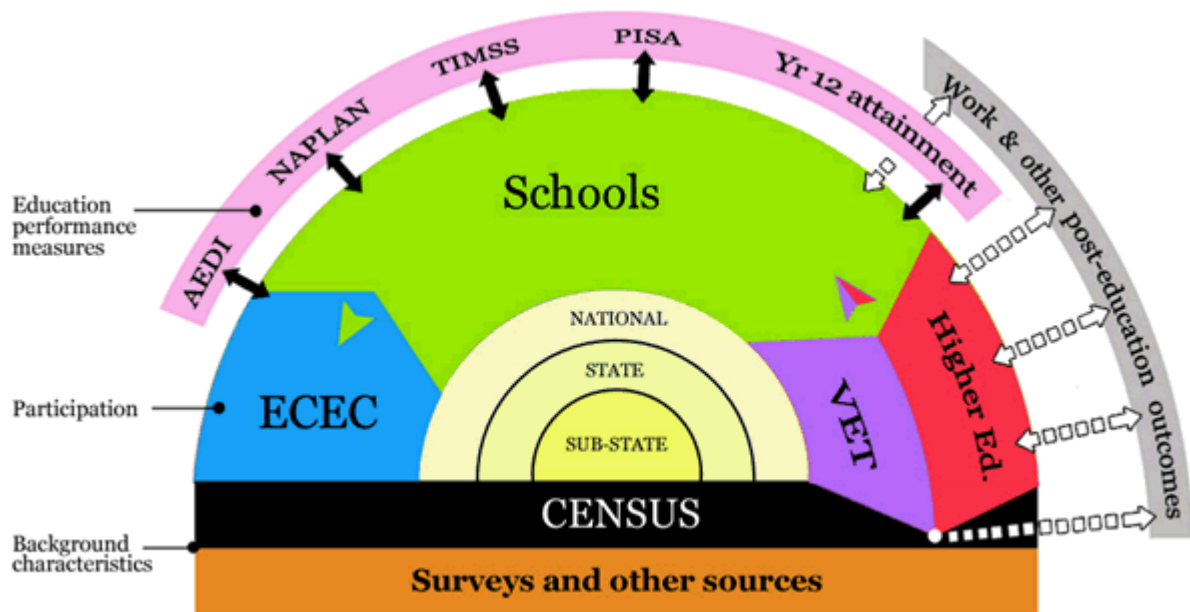 PISA
TIMSS
Yr 12 attainment
NAPLAN
AEDI
Work & other post-education outcomes
Education
performance
measures
Schools
NATIONAL
STATE
SUB-STATE
Participation
ECEC
VET
Higher Ed.
CENSUS
Background
characteristics
Surveys and other sources